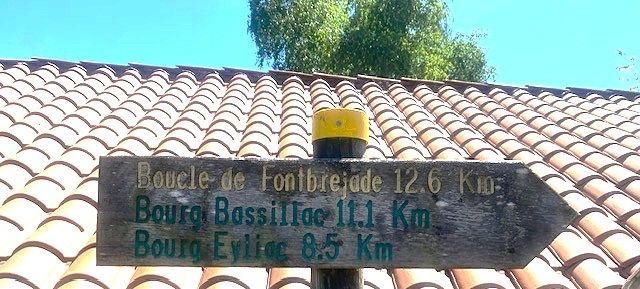 Boucle de Fontbrejade 12.6 Km
Bourg Bassillac 11.1 Km
Bourg Eyliac 8.5 Km